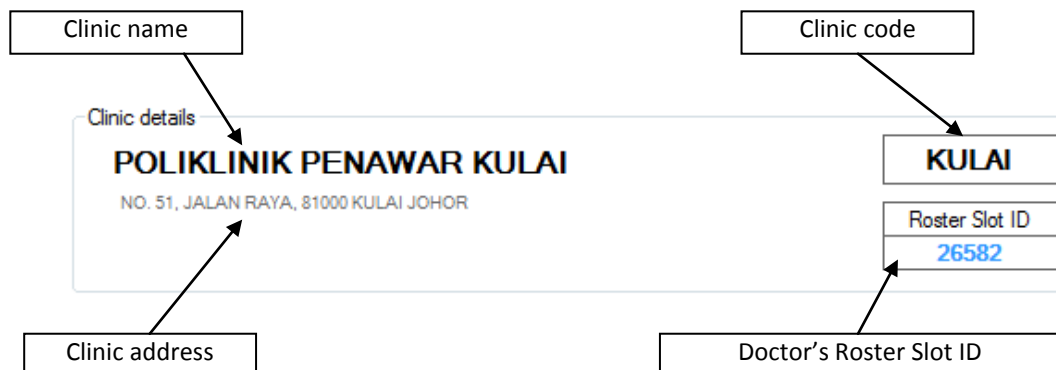 Clinic name
Clinic code
Clinic details
POLIKLINIK PENAWAR KULAI
KULAI
NO. 51, JALAN RAYA, 81000 KULAI JOHOR
Roster Slot ID
26582
Clinic address
Doctor’s Roster Slot ID